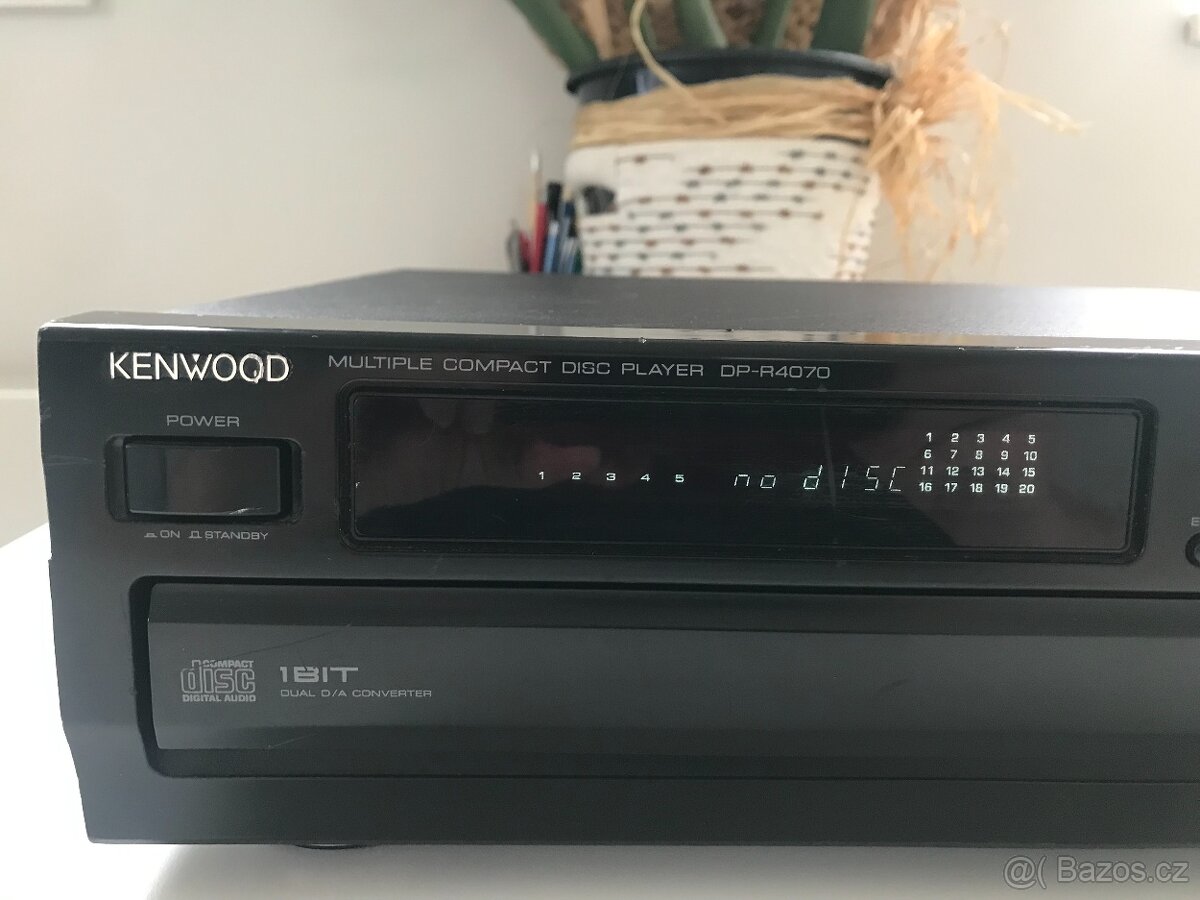 KENWOOD MULTIPLE COMPACT DISC PLAYER DP-R4070
POWER
ON STANDBY
1 2 3 4 5 no dISC
1 2 3 4 5
6 7 8 9 10
11 12 13 14 15
16 17 18 19 20
COMPACT
disc
DIGITAL AUDIO
1BIT
DUAL D/A CONVERTER
@( Bazos.cz